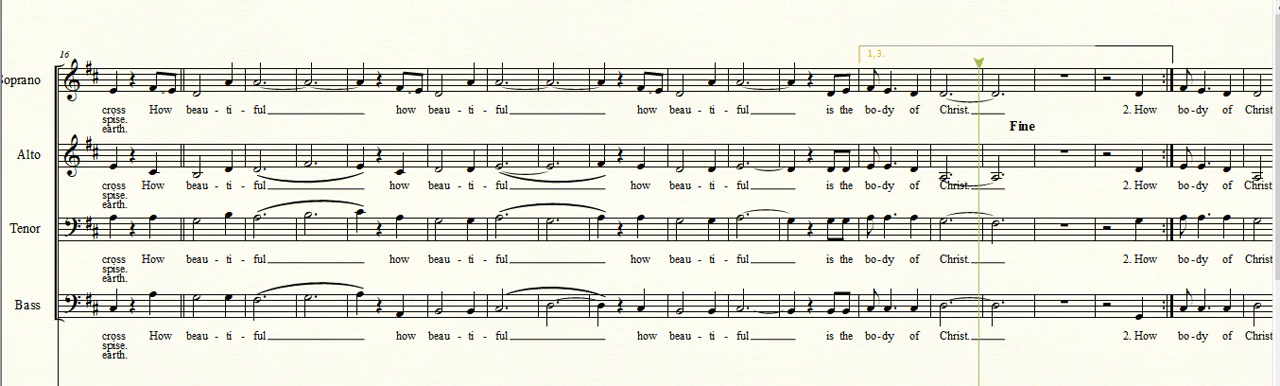 16
1,3.
Soprano
cross How beau - ti - ful how beau - ti - ful how beau - ti - ful is the bo-dy of Christ. 2. How bo-dy of Christ
spise.
earth.
Fine
Alto
cross How beau - ti - ful how beau - ti - ful how beau - ti - ful is the bo-dy of Christ. 2. How bo-dy of Christ
spise.
earth.
Tenor
cross How beau - ti - ful how beau - ti - ful how beau - ti - ful is the bo-dy of Christ. 2. How bo-dy of Christ
spise.
earth.
Bass
cross How beau - ti - ful how beau - ti - ful how beau - ti - ful is the bo-dy of Christ. 2. How bo-dy of Christ
spise.
earth.